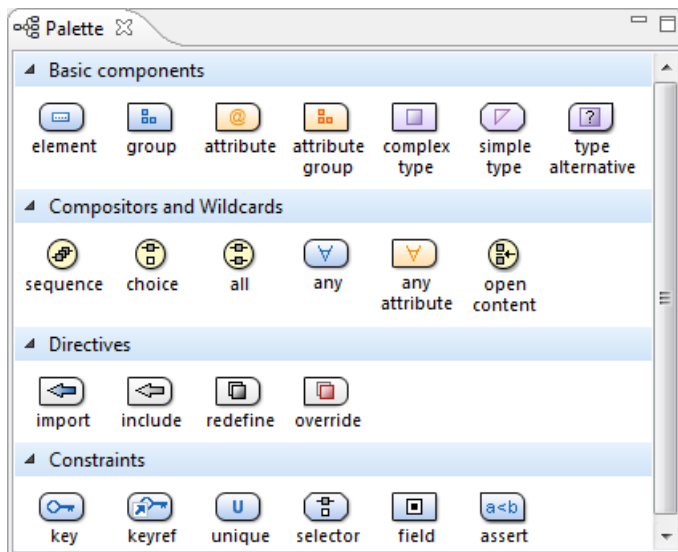 Palette
Basic components
element group attribute attribute complex simple type
group type type alternative
Compositors and Wildcards
sequence choice all any any open
attribute content
Directives
import include redefine override
Constraints
U a<b
key keyref unique selector field assert